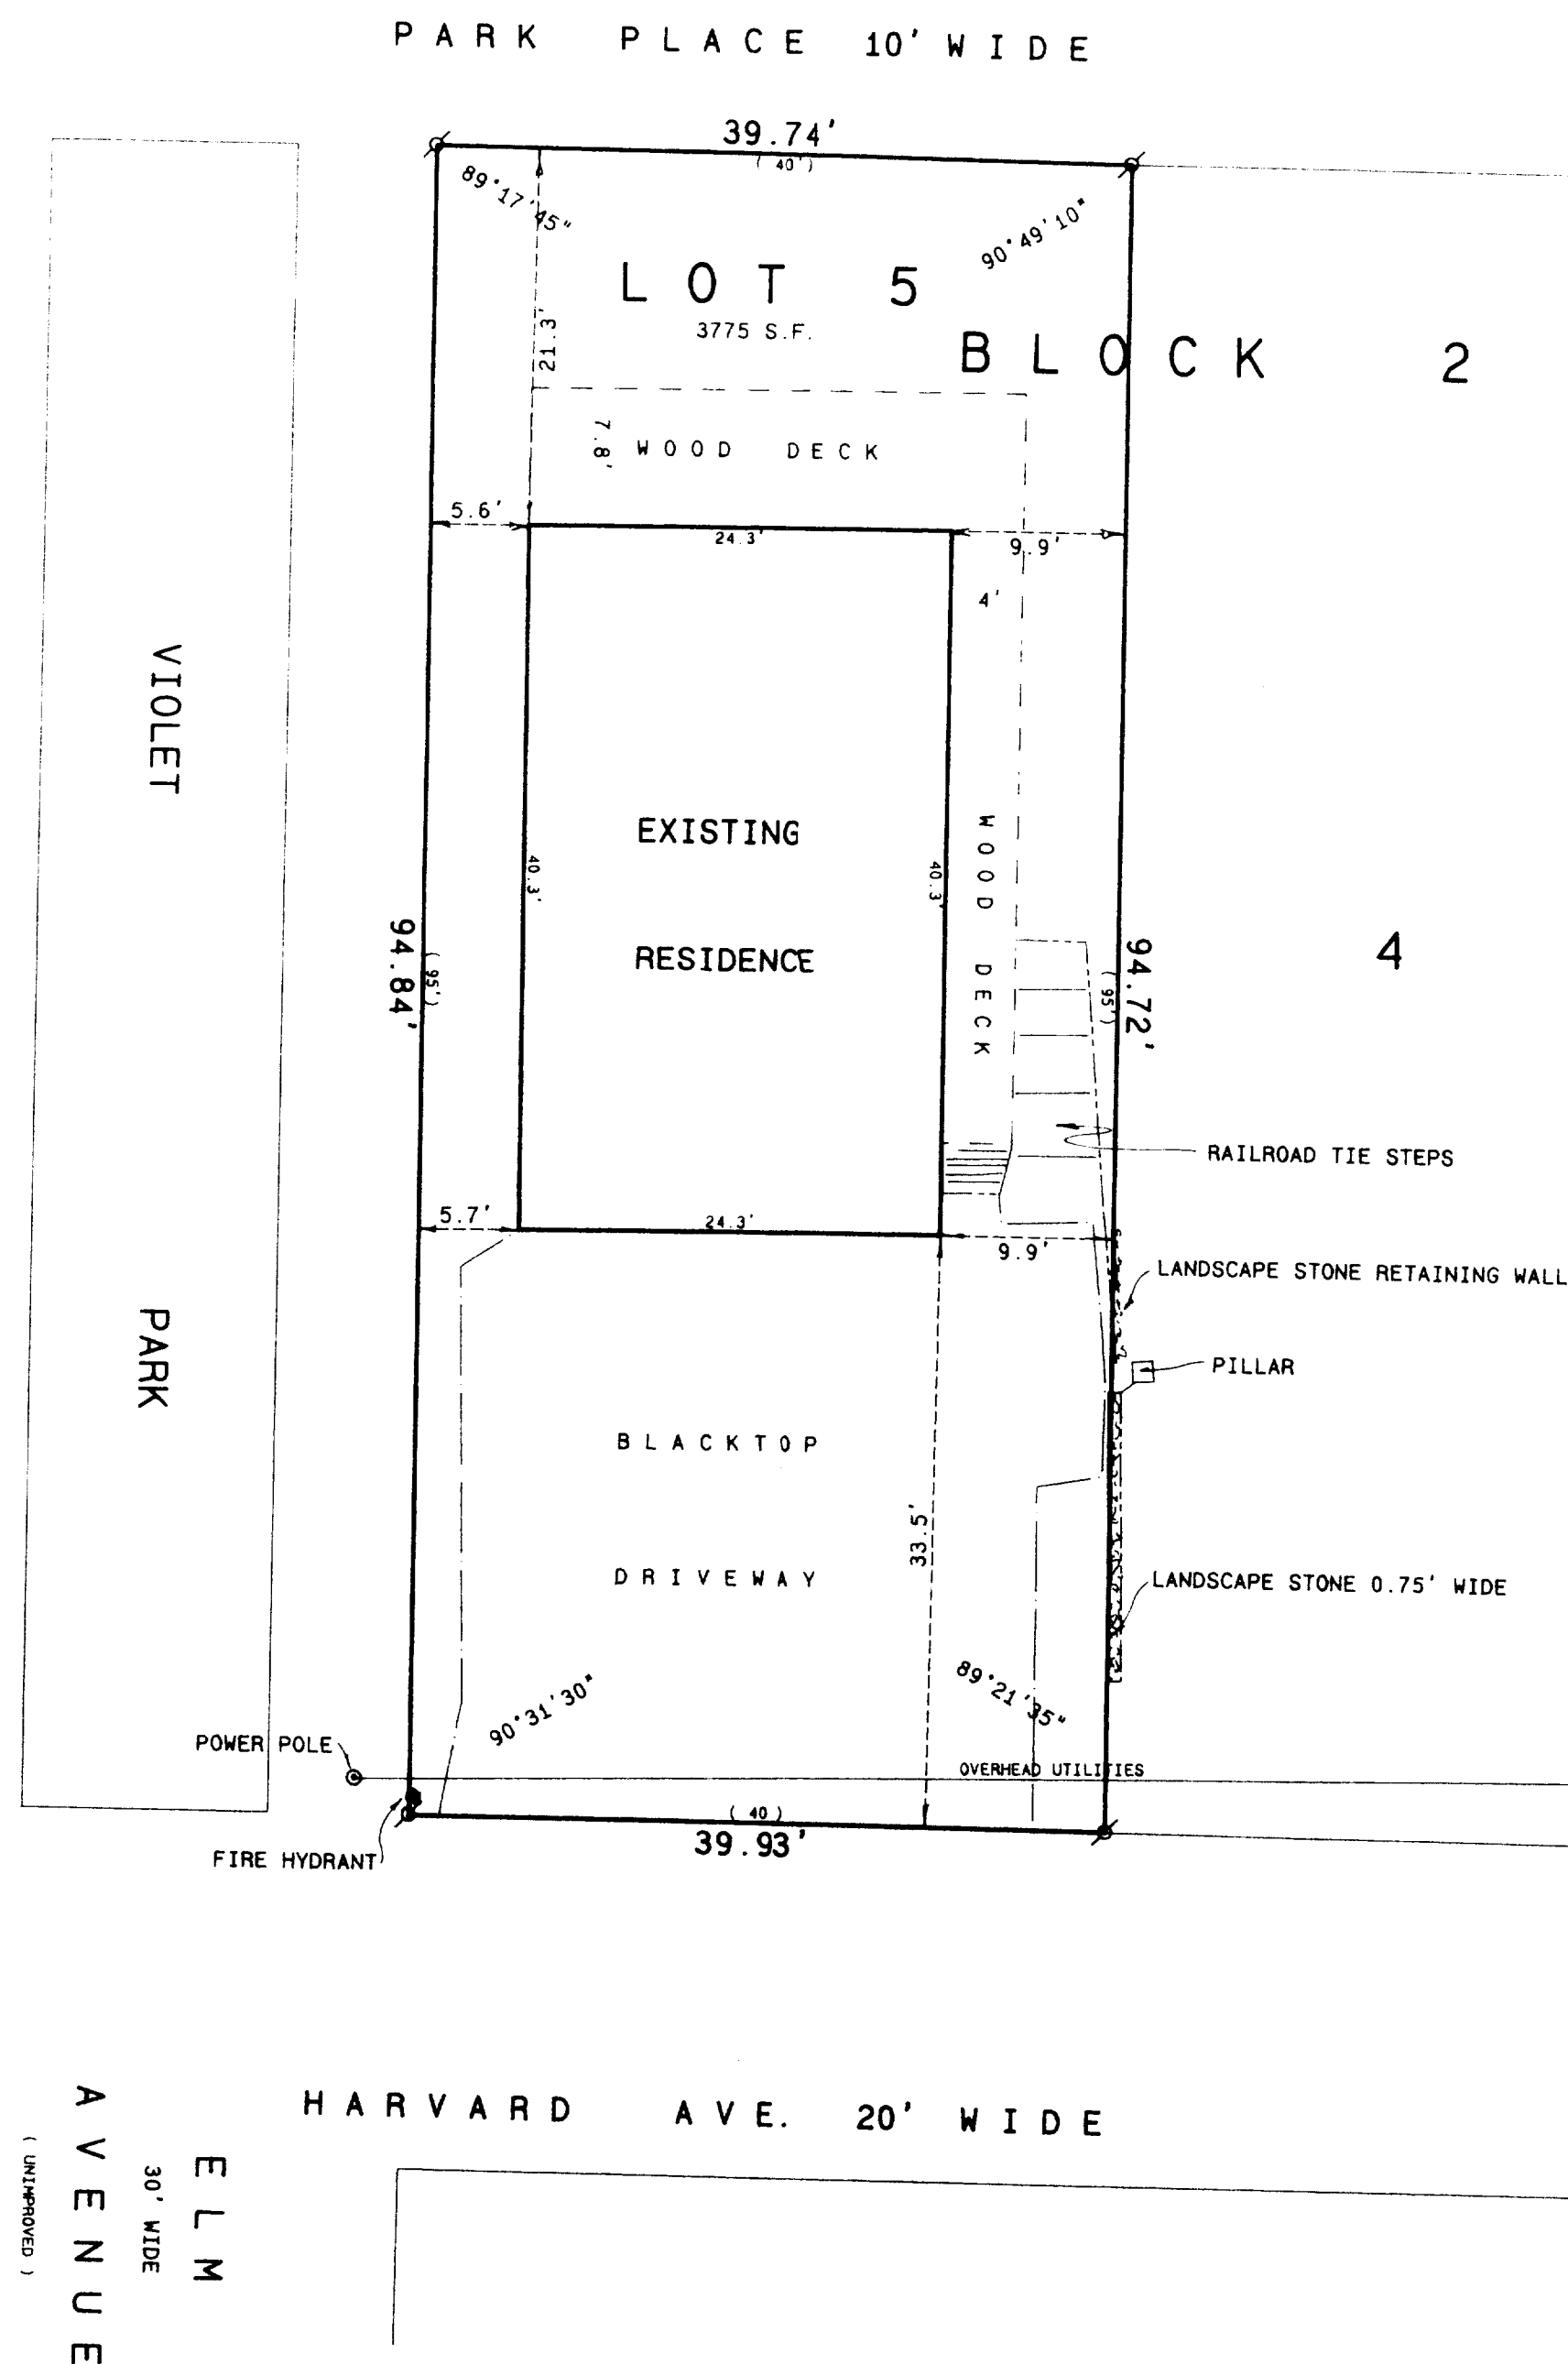 PARK PLACE 10' WIDE
39.74'
( 40')
89°17'45"
90°49'10"
LOT 5
3775 S.F.
BLOCK 2
21.3'
7.8'
WOOD DECK
5.6'
24.3'
9.9'
4'
VIOLET
PARK
EXISTING
RESIDENCE
40.3'
40.3'
WOOD DECK
94.84'
( 95')
94.72'
( 95')
4
RAILROAD TIE STEPS
5.7'
24.3'
9.9'
LANDSCAPE STONE RETAINING WALL
PILLAR
BLACKTOP
DRIVEWAY
33.5'
LANDSCAPE STONE 0.75' WIDE
90°31'30"
89°21'35"
POWER POLE
OVERHEAD UTILITIES
( 40 )
39.93'
FIRE HYDRANT
HARVARD AVE. 20' WIDE
ELM
30' WIDE
AVENUE
( UNIMPROVED )